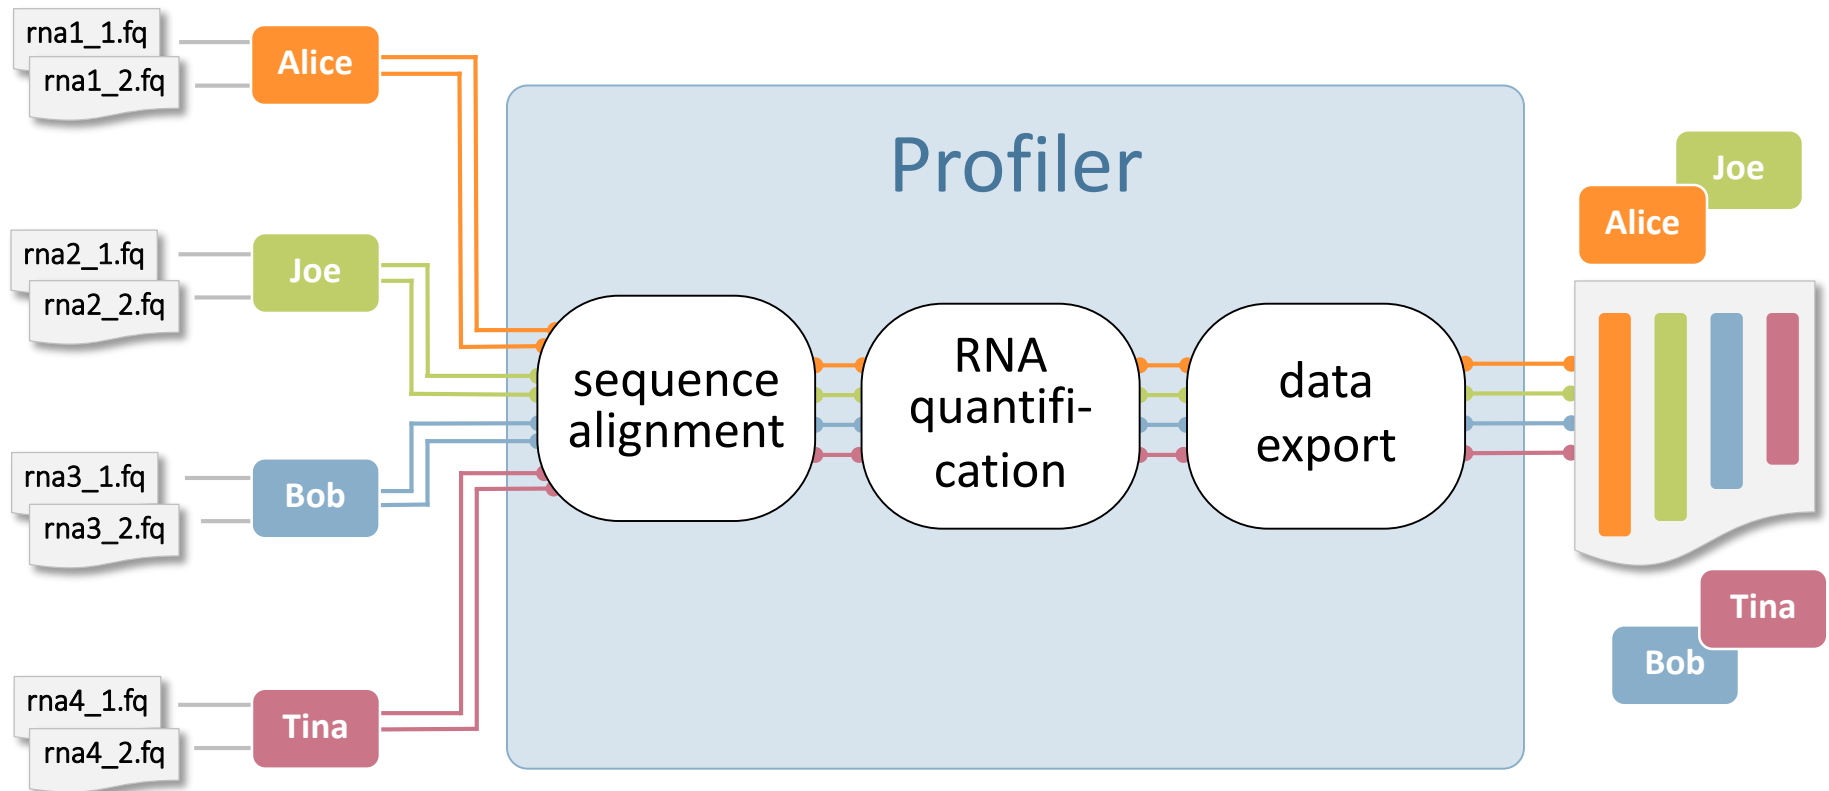 rna1_1.fq
rna1_2.fq
Alice
rna2_1.fq
rna2_2.fq
Joe
rna3_1.fq
rna3_2.fq
Bob
rna4_1.fq
rna4_2.fq
Tina
Profiler
sequence
alignment
RNA
quantifi-
cation
data
export
Joe
Alice
Tina
Bob